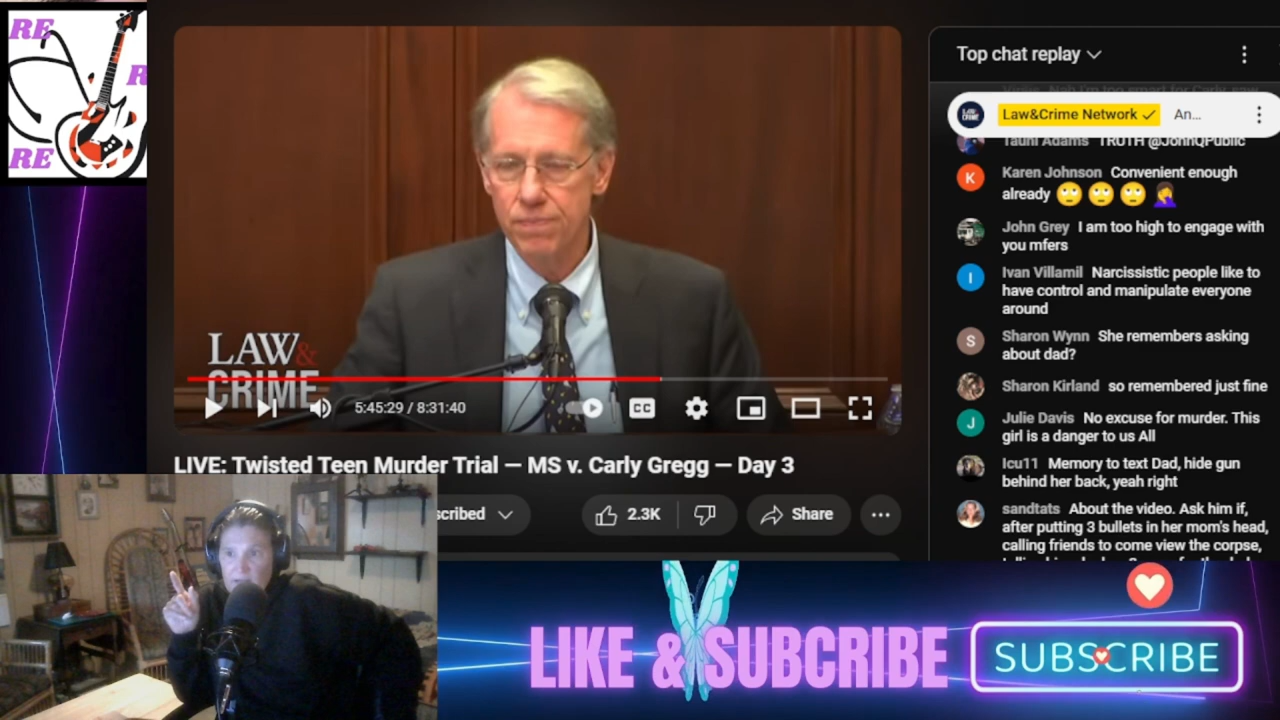 RE
R
RE
LAW&
CRIME
5:45:29 / 8:31:40
CC
LIVE: Twisted Teen Murder Trial — MS v. Carly Gregg — Day 3
scribed
2.3K
Share
Top chat replay
Law&Crime Network An...
Tauni Adams TRUTH @JohnQPublic
K
Karen Johnson Convenient enough
already
John Grey I am too high to engage with
you mfers
I
Ivan Villamil Narcissistic people like to
have control and manipulate everyone
around
S
Sharon Wynn She remembers asking
about dad?
Sharon Kirland so remembered just fine
J
Julie Davis No excuse for murder. This
girl is a danger to us All
Icu11 Memory to text Dad, hide gun
behind her back, yeah right
sandtats About the video. Ask him if,
after putting 3 bullets in her mom's head,
calling friends to come view the corpse,
LIKE & SUBCRIBE
SUBSCRIBE